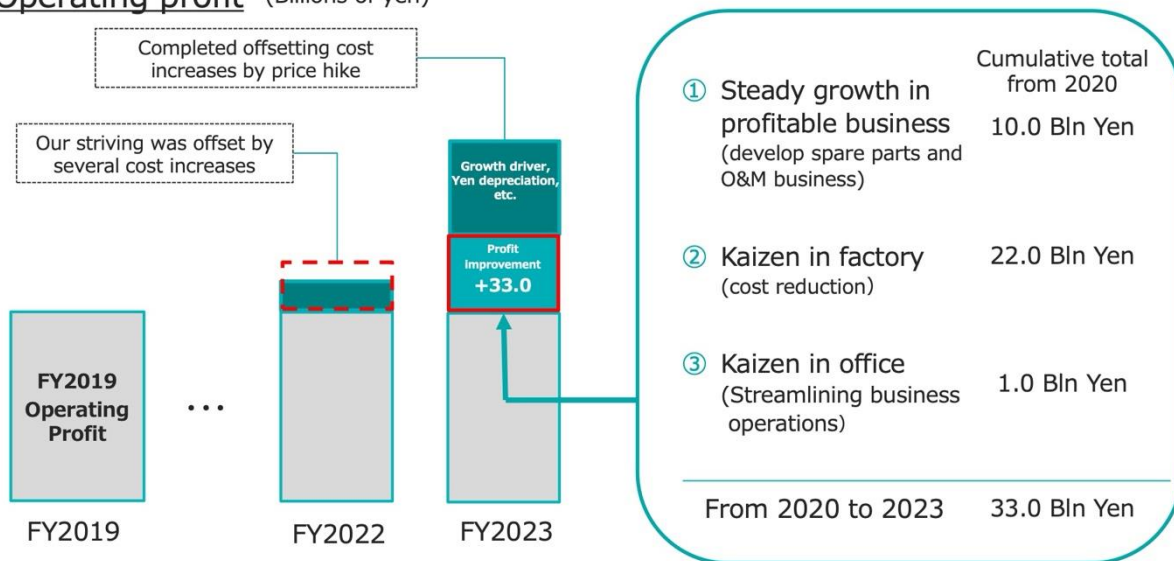 Operating profit (Billions of yen)
Completed offsetting cost
increases by price hike
Our striving was offset by
several cost increases
Growth driver,
Yen depreciation,
etc.
Profit
improvement
+33.0
FY2019
Operating
Profit
...
FY2019
FY2022
FY2023
Cumulative total
from 2020
① Steady growth in
profitable business
(develop spare parts and
O&M business)
10.0 Bln Yen
② Kaizen in factory
(cost reduction)
22.0 Bln Yen
③ Kaizen in office
(Streamlining business
operations)
1.0 Bln Yen
From 2020 to 2023 33.0 Bln Yen